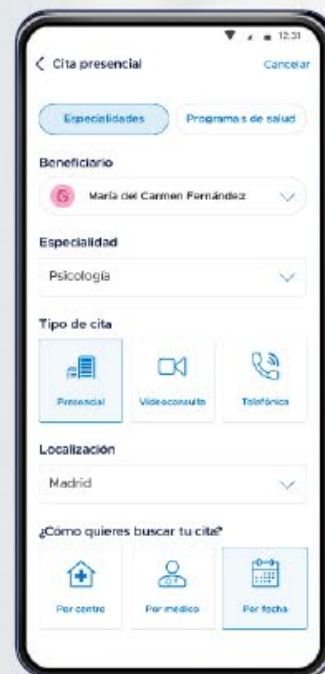 12:31
Cita presencial Cancelar
Especialidades Programas de salud
Beneficiario
María del Carmen Fernández
Especialidad
Psicología
Tipo de cita
Presencial Videoconsulta Telefónica
Localización
Madrid
¿Cómo quieres buscar tu cita?
Por centro Por médico Por fecha